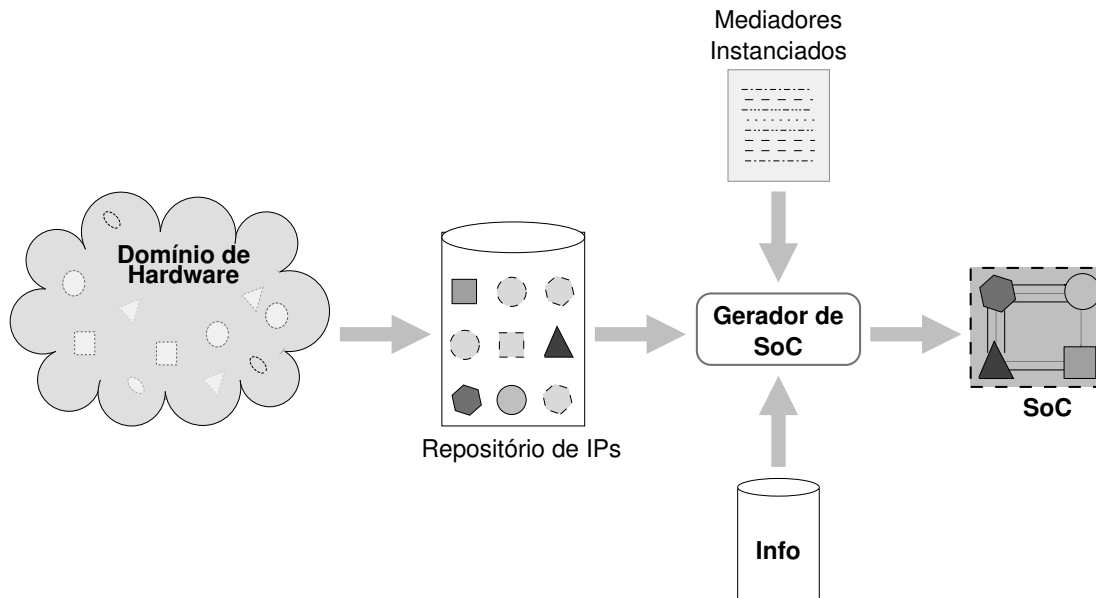 Mediadores
Instanciados
Domínio de
Hardware
Gerador de
SoC
SoC
Repositório de IPs
Info